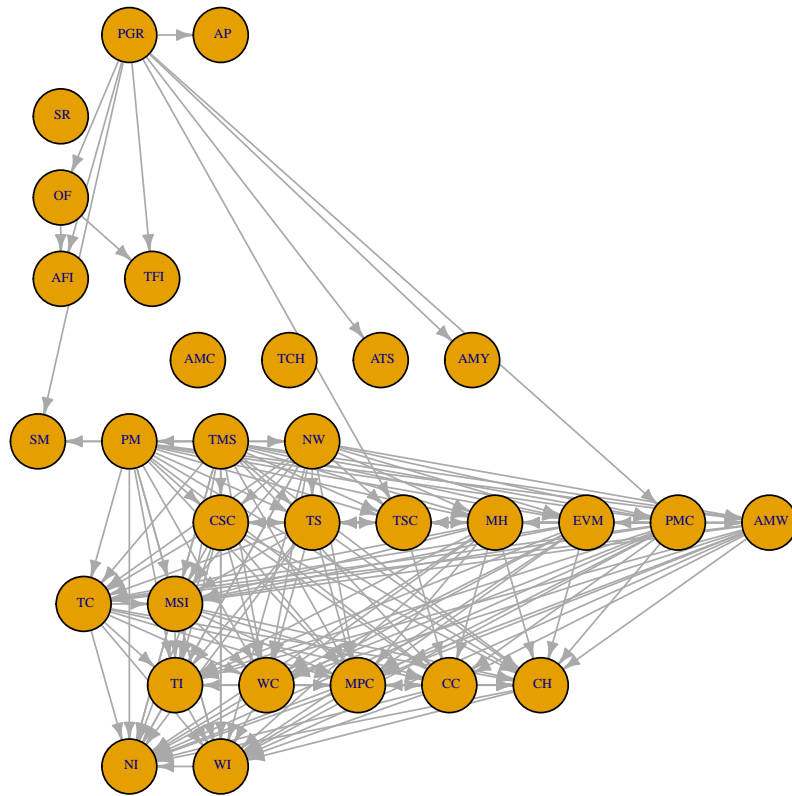 PGR AP
SR
OF
AFI TFI
AMC TCH ATS AMY
SM PM TMS NW
CSC TS TSC MH EVM PMC AMW
TC MSI
TI WC MPC CC CH
NI WI